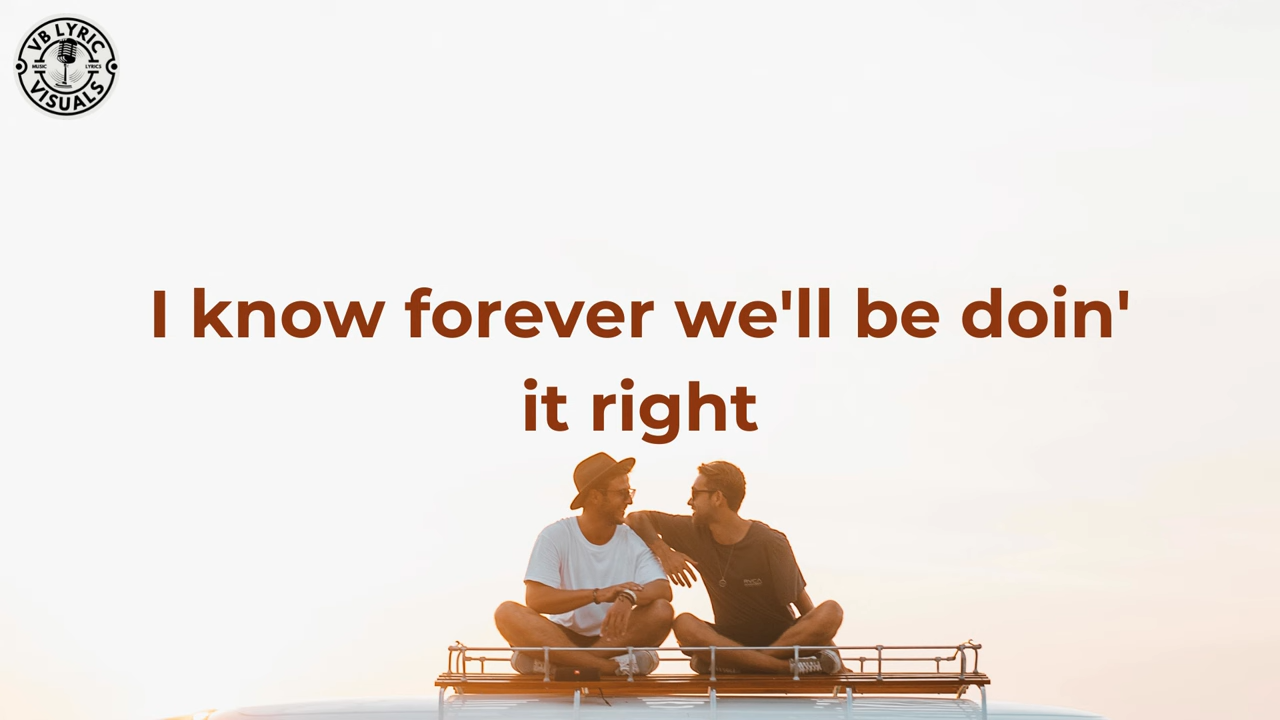 VB LYRIC
MUSIC
LYRICS
VISUALS
I know forever we'll be doin'
it right